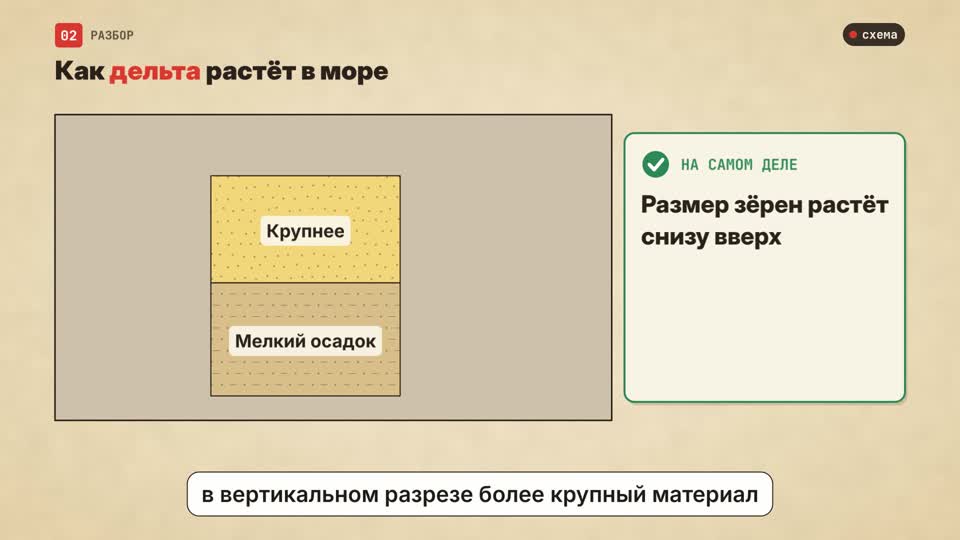 02 РАЗБОР
схема
Как дельта растёт в море
Крупнее
Мелкий осадок
НА САМОМ ДЕЛЕ
Размер зёрен растёт
снизу вверх
в вертикальном разрезе более крупный материал